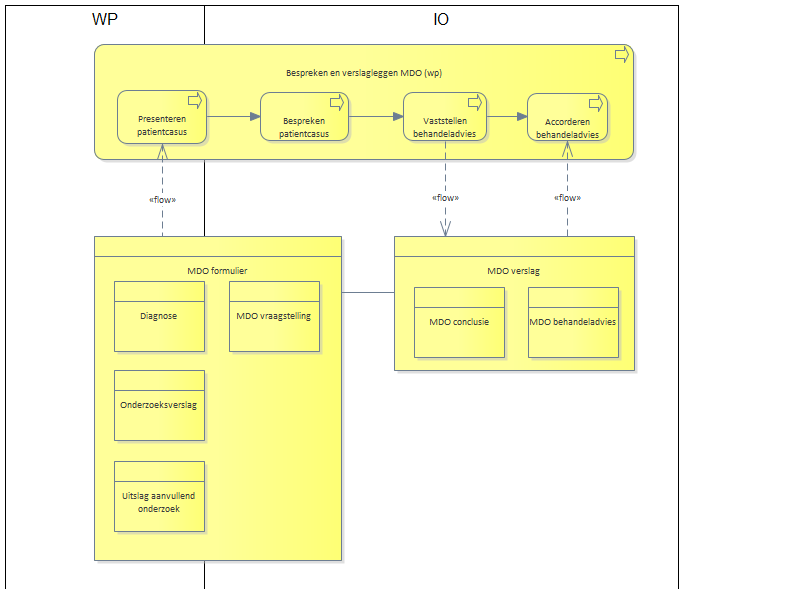 WP
IO
Bespreken en verslagleggen MDO (wp)
Presenteren
patientcasus
Bespreken
patientcasus
Vaststellen
behandeladvies
Accorderen
behandeladvies
«flow»
«flow»
«flow»
MDO formulier
Diagnose
MDO vraagstelling
Onderzoeksverslag
Uitslag aanvullend
onderzoek
MDO verslag
MDO conclusie
MDO behandeladvies